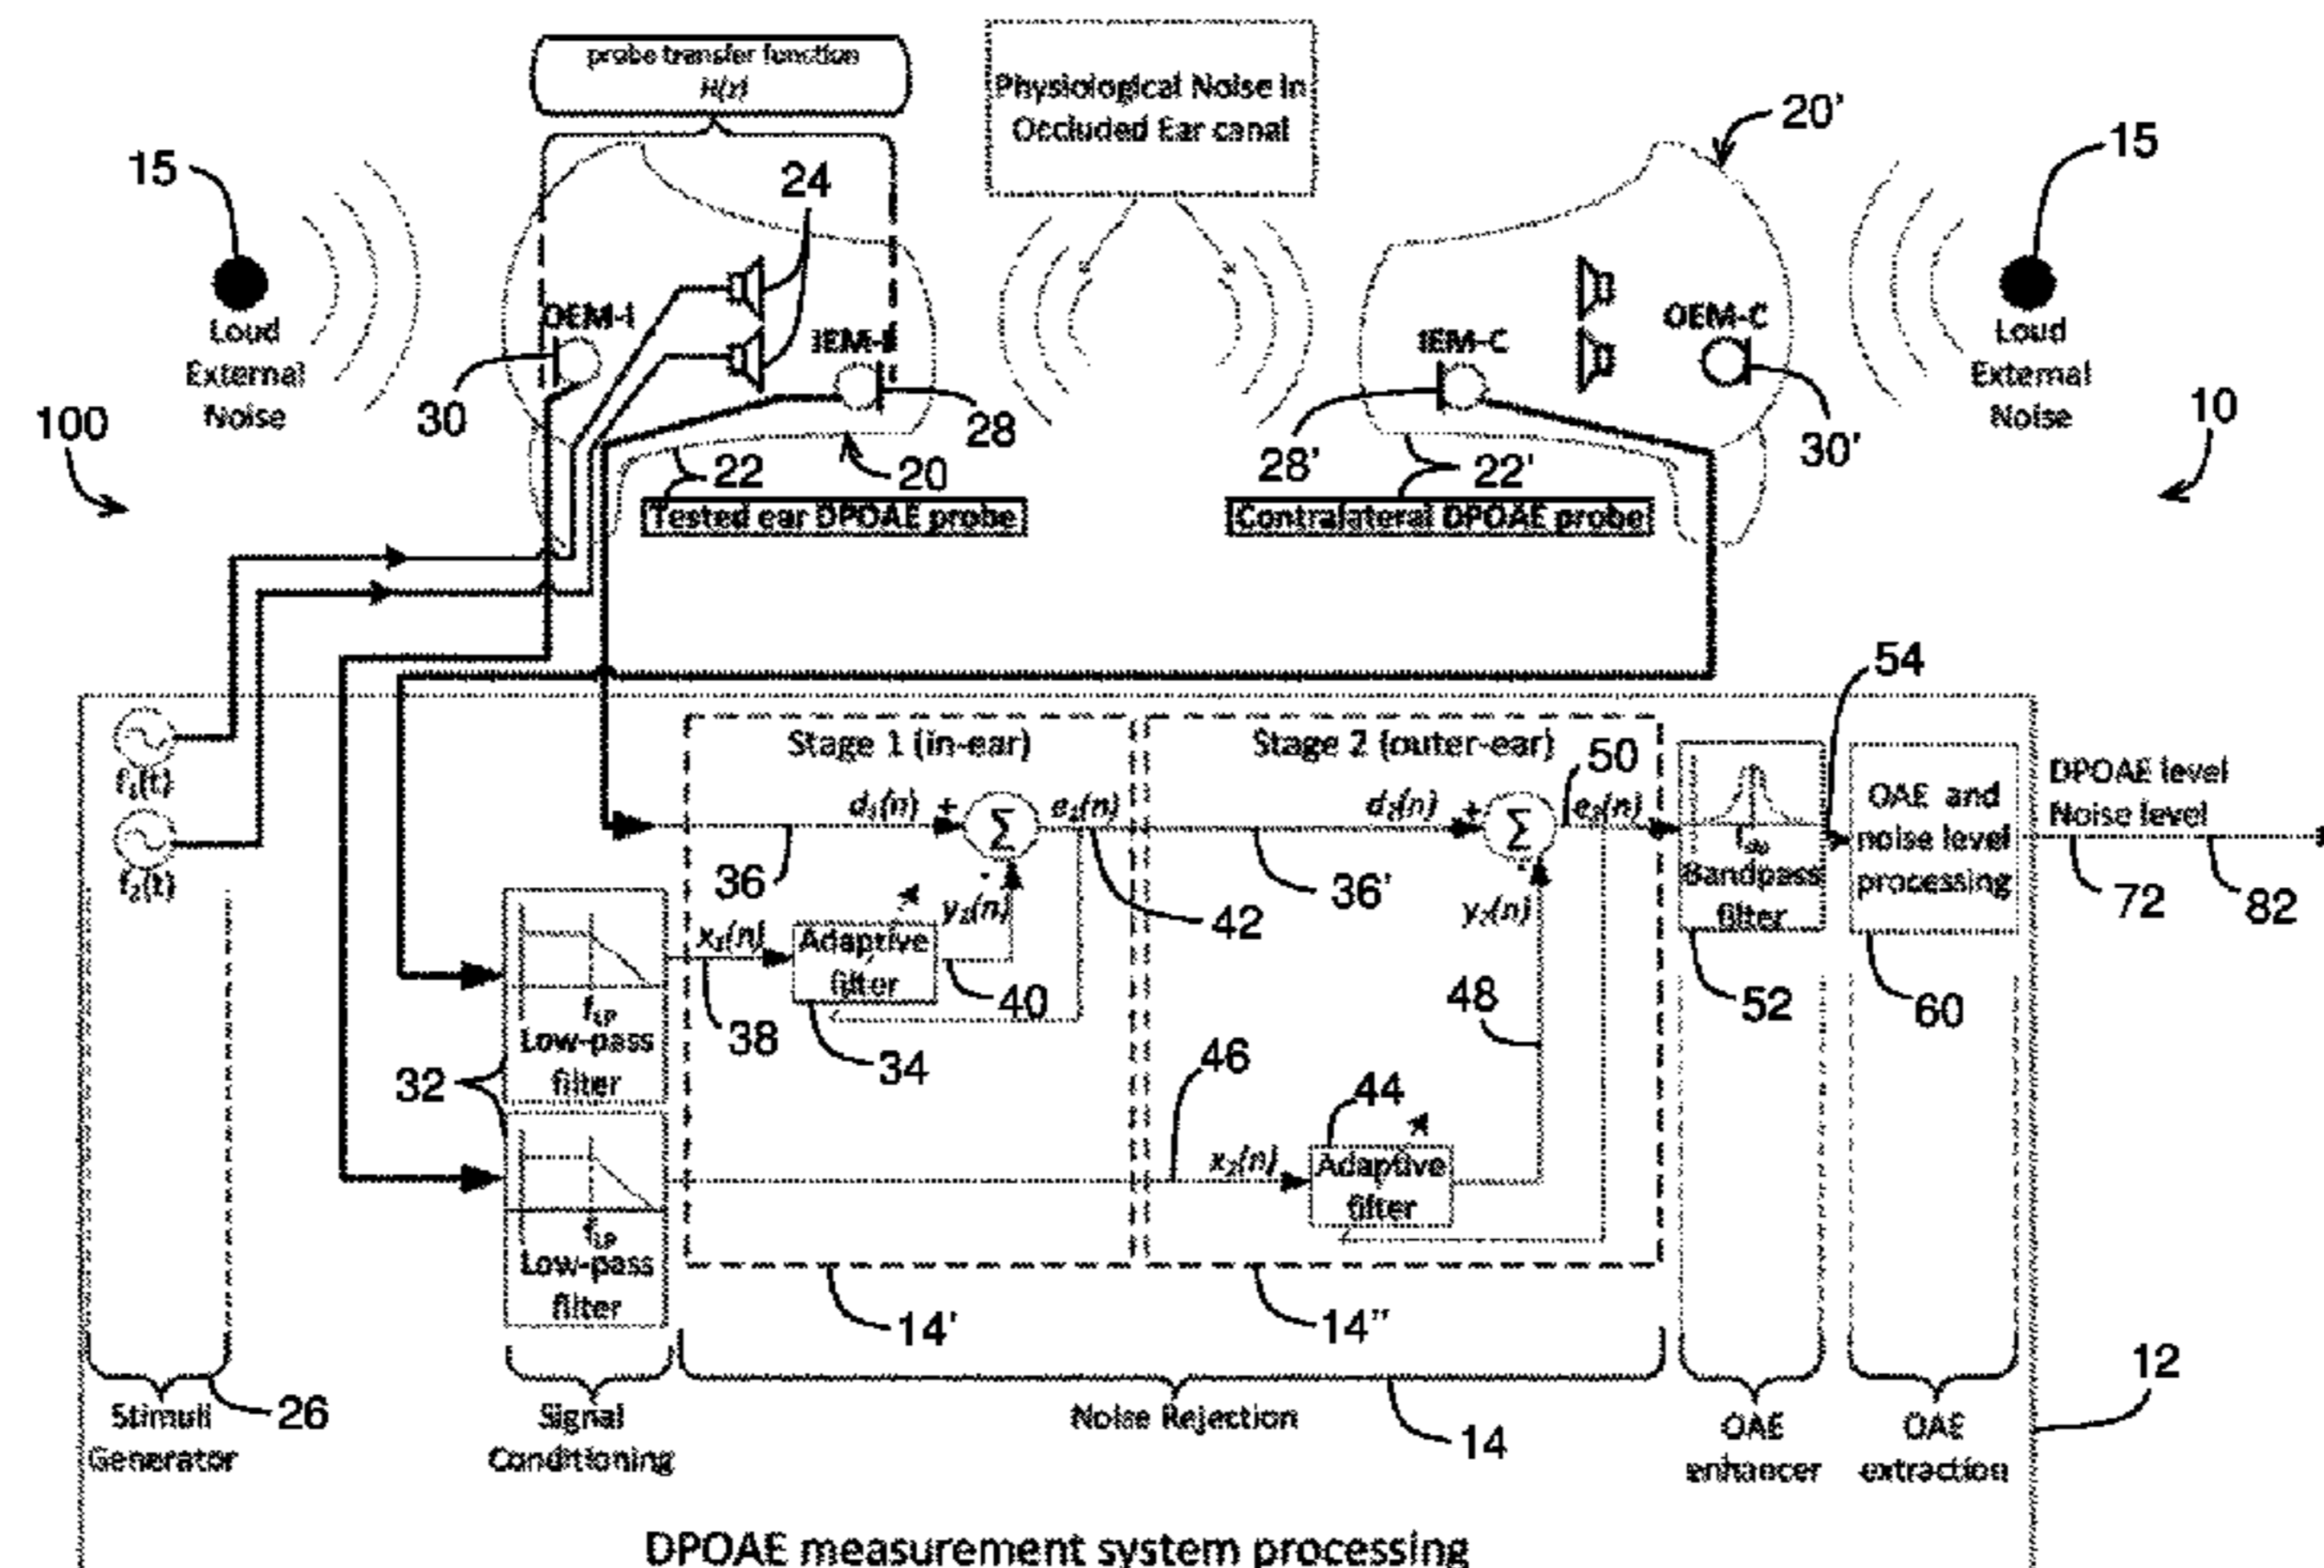 probe transfer function
H(z)
Physiological Noise in
Occluded Ear canal
20'
15
15
24
Loud
External
Noise
OEM-I
IEM-I
IEM-C
OEM-C
Loud
External
Noise
100
30
28
28'
30'
10
22
20
22'
Tested ear DPOAE probe
Contralateral DPOAE probe
54
f₁(t)
f₂(t)
Stage 1 (in-ear)
Stage 2 (outer-ear)
50
d₁(n)
+
Σ
e₁(n)
d₂(n)
+
Σ
e₂(n)
-
-
36
42
36'
y₁(n)
y₂(n)
Bandpass
filter
OAE and
noise level
processing
DPOAE level
Noise level
72
82
x₁(n)
Adaptive
filter
40
38
34
48
52
60
32
Low-pass
filter
Low-pass
filter
46
44
x₂(n)
Adaptive
filter
14'
14"
12
26
14
Stimuli
Generator
Signal
Conditioning
Noise Rejection
OAE
enhancer
OAE
extraction
DPOAE measurement system processing